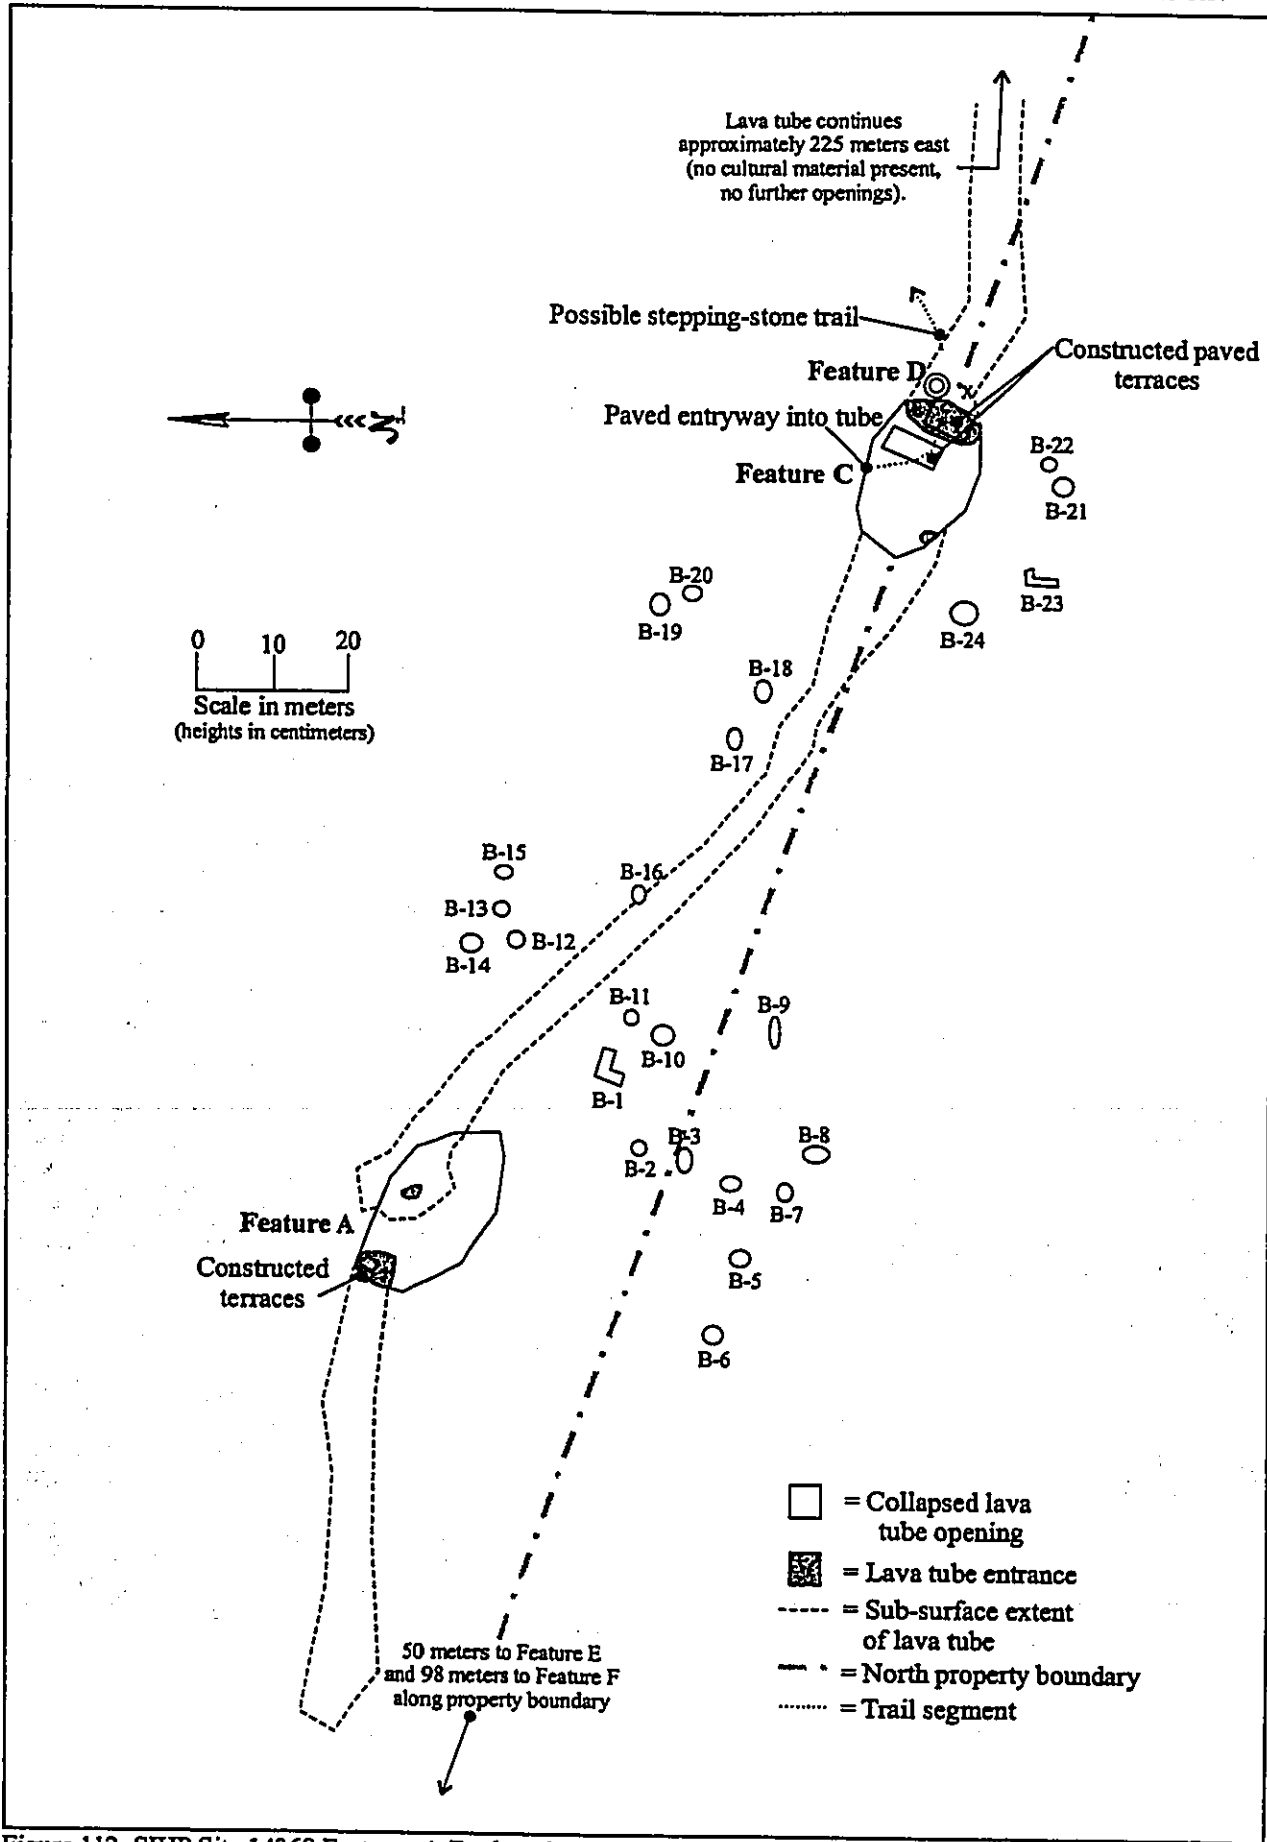 Lava tube continues
approximately 225 meters east
(no cultural material present,
no further openings).
Possible stepping-stone trail
Constructed paved
terraces
Feature D
Paved entryway into tube
Feature C
N
B-22
B-21
B-20
B-19
B-23
B-24
0 10 20
Scale in meters
(heights in centimeters)
B-18
B-17
B-15
B-16
B-13
B-12
B-14
B-11
B-9
B-10
B-1
B-3
B-8
B-2
B-4
B-7
Feature A
Constructed
terraces
B-5
B-6
= Collapsed lava
tube opening
= Lava tube entrance
= Sub-surface extent
of lava tube
= North property boundary
= Trail segment
50 meters to Feature E
and 98 meters to Feature F
along property boundary